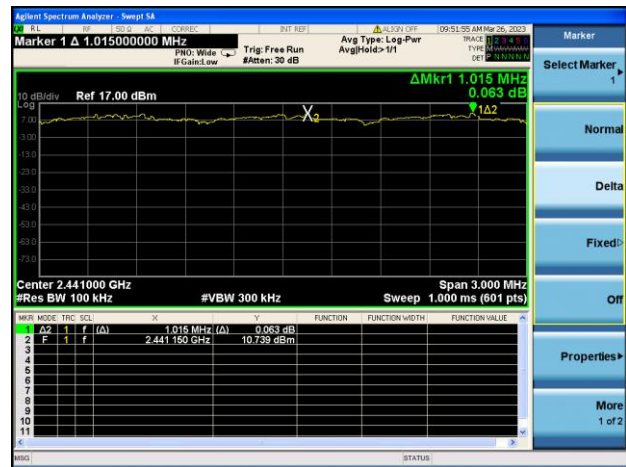 Agilent Spectrum Analyzer - Swept SA
RL RF 50 Ω AC CORREC INT REF ALIGN OFF 09:51:55 AM Mar 26, 2023
Marker 1 Δ 1.015000000 MHz
PNO: Wide
IFGain:Low
Trig: Free Run
#Atten: 30 dB
Avg Type: Log-Pwr
Avg|Hold>1/1
TRACE 1 2 3 4 5 6
TYPE
DET P N N N N N
ΔMkr1 1.015 MHz
0.063 dB
10 dB/div Ref 17.00 dBm
Log
7.00
-3.00
-13.0
-23.0
-33.0
-43.0
-53.0
-63.0
-73.0
X2
1Δ2
Center 2.441000 GHz
Span 3.000 MHz
#Res BW 100 kHz #VBW 300 kHz Sweep 1.000 ms (601 pts)
MKR MODE TRC SCL X Y FUNCTION FUNCTION WIDTH FUNCTION VALUE
1 Δ2 1 f (Δ) 1.015 MHz (Δ) 0.063 dB
2 F 1 f 2.441 150 GHz 10.739 dBm
3
4
5
6
7
8
9
10
11
MSG
STATUS
Marker
Select Marker
1
Normal
Delta
Fixed
Off
Properties
More
1 of 2